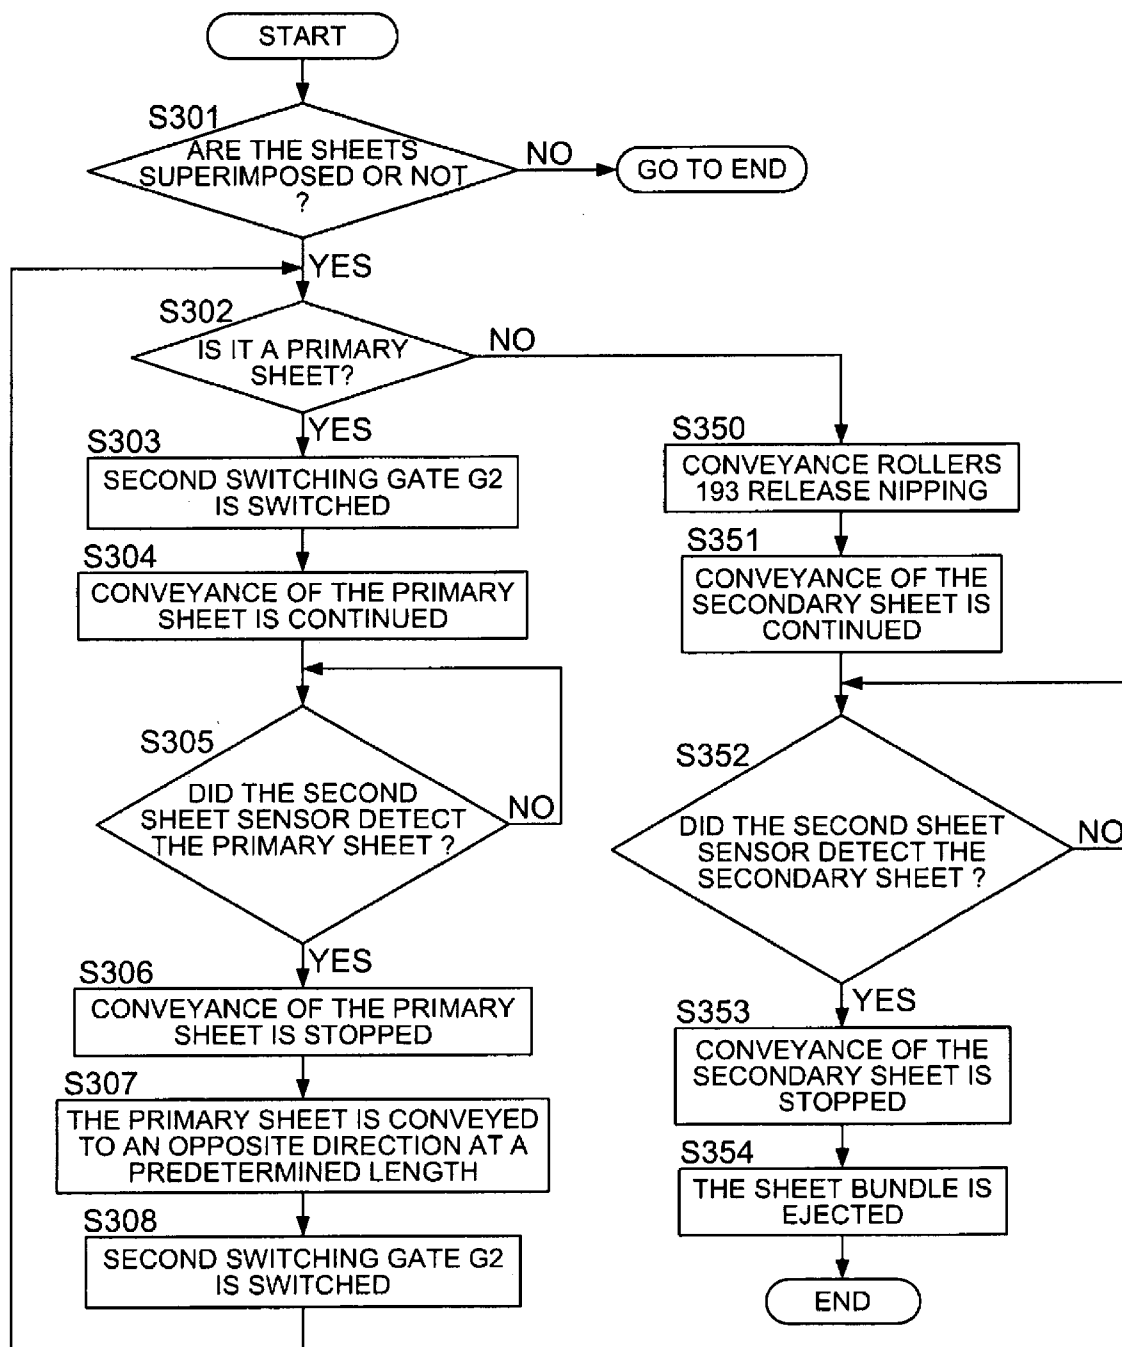 START
S301
ARE THE SHEETS
SUPERIMPOSED OR NOT
?
NO
GO TO END
YES
S302
IS IT A PRIMARY
SHEET?
NO
YES
S303
SECOND SWITCHING GATE G2
IS SWITCHED
S304
CONVEYANCE OF THE PRIMARY
SHEET IS CONTINUED
S305
DID THE SECOND
SHEET SENSOR DETECT
THE PRIMARY SHEET ?
NO
YES
S306
CONVEYANCE OF THE PRIMARY
SHEET IS STOPPED
S307
THE PRIMARY SHEET IS CONVEYED
TO AN OPPOSITE DIRECTION AT A
PREDETERMINED LENGTH
S308
SECOND SWITCHING GATE G2
IS SWITCHED
S350
CONVEYANCE ROLLERS
193 RELEASE NIPPING
S351
CONVEYANCE OF THE
SECONDARY SHEET IS
CONTINUED
S352
DID THE SECOND SHEET
SENSOR DETECT THE
SECONDARY SHEET ?
NO
YES
S353
CONVEYANCE OF THE
SECONDARY SHEET IS
STOPPED
S354
THE SHEET BUNDLE IS
EJECTED
END